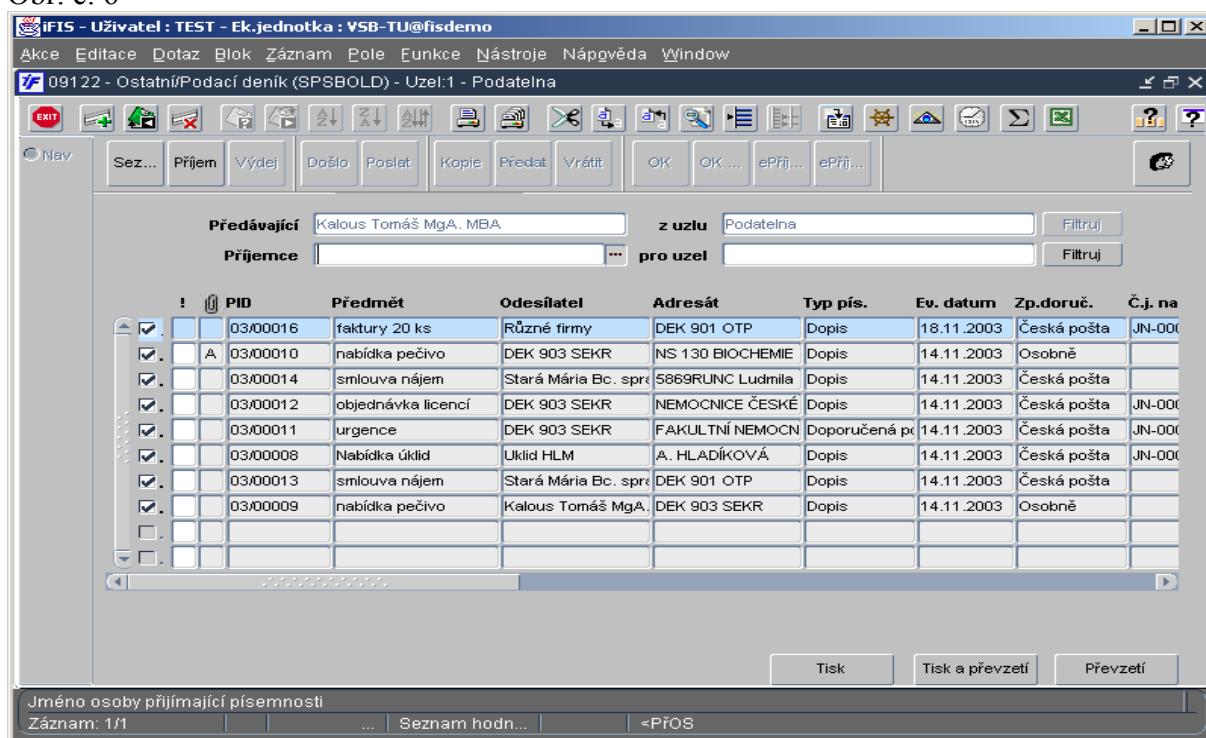 Obr. č. 6
iFIS - Uživatel : TEST - Ek.jednotka : VSB-TU@fisdemo
Akce Editace Dotaz Blok Záznam Pole Funkce Nástroje Nápověda Window
09122 - Ostatní/Podací deník (SPSBOLD) - Uzel:1 - Podatelna
EXIT
Nav Sez... Příjem Výdej Došlo Poslat Kopie Předat Vrátit OK OK ... ePříj... ePříj...
Předávající Kalous Tomáš MgA. MBA z uzlu Podatelna Filtruj
Příjemce ... pro uzel Filtruj
! PID Předmět Odesílatel Adresát Typ pís. Ev. datum Zp.doruč. Č.j. na
03/00016 faktury 20 ks Různé firmy DEK 901 OTP Dopis 18.11.2003 Česká pošta JN-000
A 03/00010 nabídka pečivo DEK 903 SEKR NS 130 BIOCHEMIE Dopis 14.11.2003 Osobně
03/00014 smlouva nájem Stará Mária Bc. spra 5869RUNC Ludmila Dopis 14.11.2003 Česká pošta
03/00012 objednávka licencí DEK 903 SEKR NEMOCNICE ČESKÉ Dopis 14.11.2003 Česká pošta JN-000
03/00011 urgence DEK 903 SEKR FAKULTNÍ NEMOCN Doporučená po 14.11.2003 Česká pošta JN-000
03/00008 Nabídka úklid Uklid HLM A. HLADÍKOVÁ Dopis 14.11.2003 Česká pošta JN-000
03/00013 smlouva nájem Stará Mária Bc. spra DEK 901 OTP Dopis 14.11.2003 Česká pošta
03/00009 nabídka pečivo Kalous Tomáš MgA. DEK 903 SEKR Dopis 14.11.2003 Osobně
Tisk Tisk a převzetí Převzetí
Jméno osoby přijímající písemnosti
Záznam: 1/1 ... Seznam hodn... <PřOS